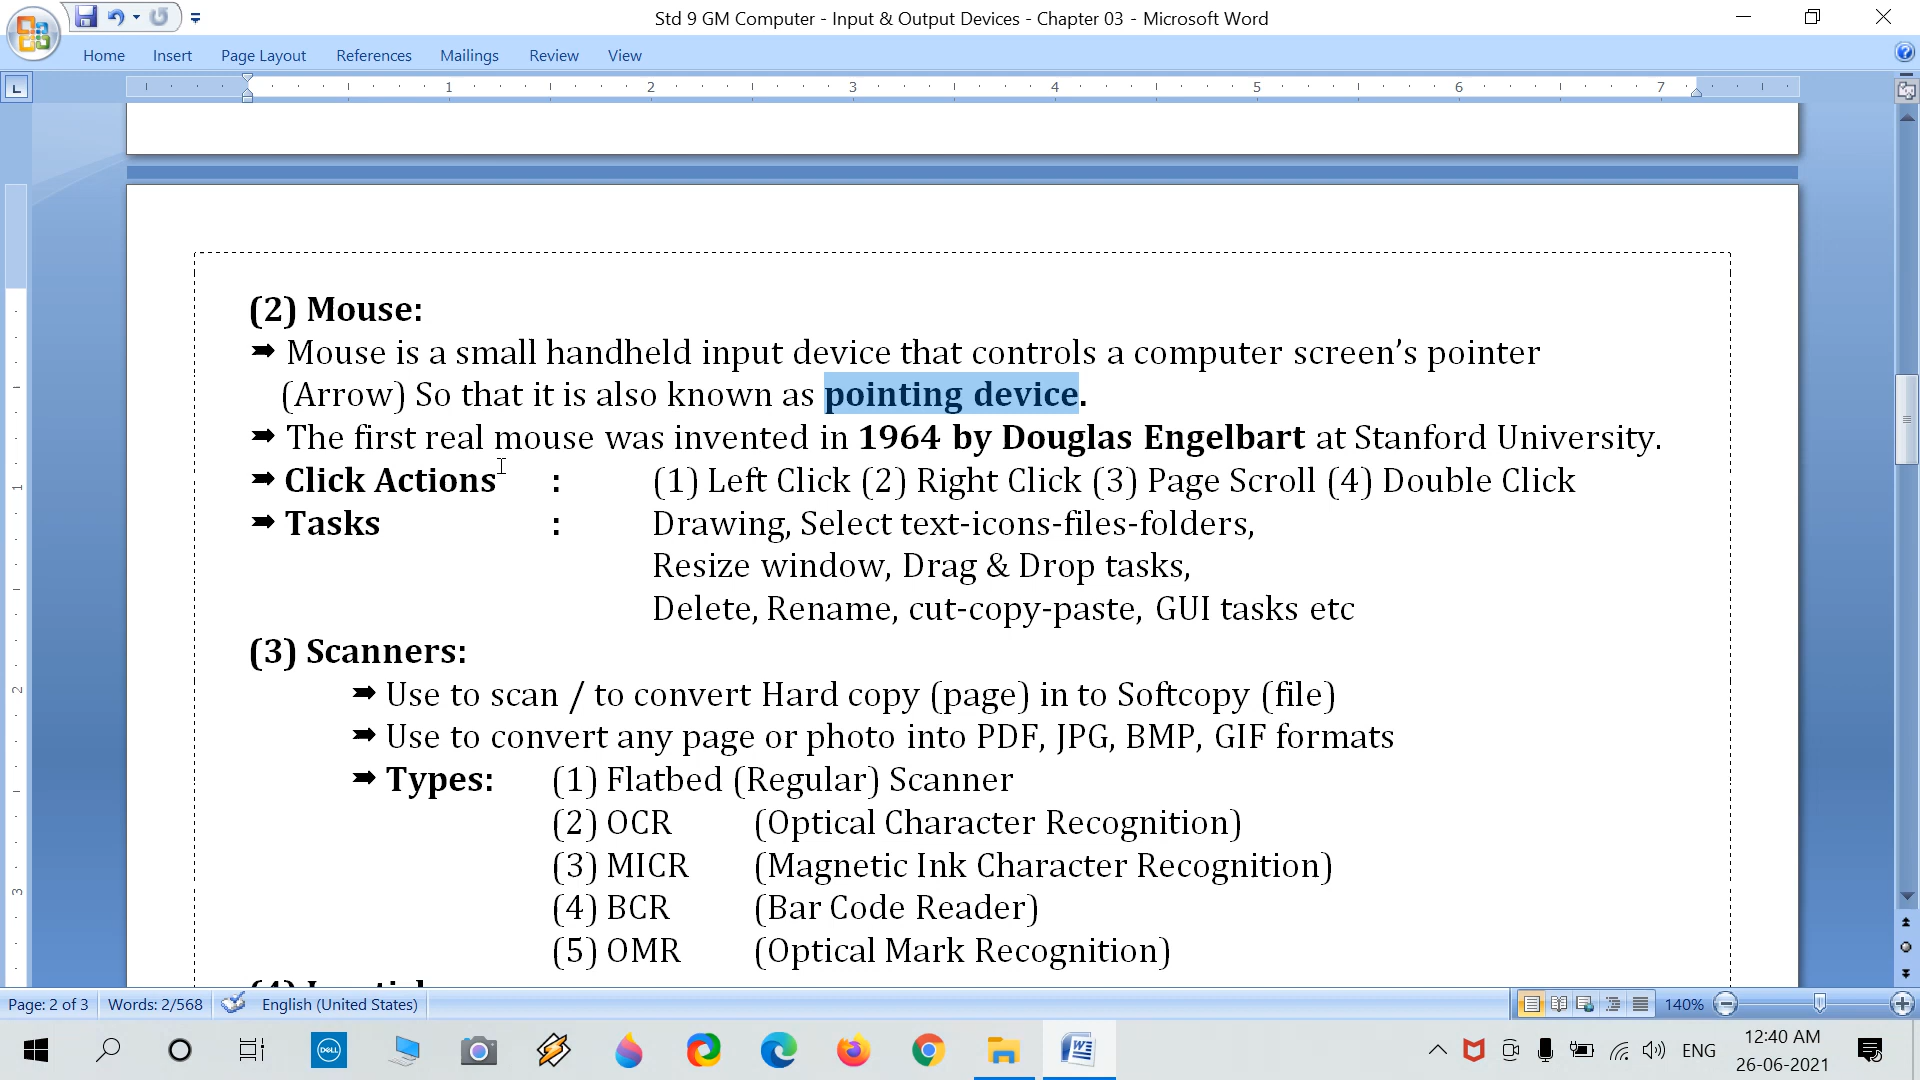 Std 9 GM Computer - Input & Output Devices - Chapter 03 - Microsoft Word
Home Insert Page Layout References Mailings Review View
1 2 3 4 5 6 7
(2) Mouse:
➡ Mouse is a small handheld input device that controls a computer screen’s pointer
(Arrow) So that it is also known as pointing device.
➡ The first real mouse was invented in 1964 by Douglas Engelbart at Stanford University.
➡ Click Actions : (1) Left Click (2) Right Click (3) Page Scroll (4) Double Click
➡ Tasks : Drawing, Select text-icons-files-folders,
Resize window, Drag & Drop tasks,
Delete, Rename, cut-copy-paste, GUI tasks etc
(3) Scanners:
➡ Use to scan / to convert Hard copy (page) in to Softcopy (file)
➡ Use to convert any page or photo into PDF, JPG, BMP, GIF formats
➡ Types: (1) Flatbed (Regular) Scanner
(2) OCR (Optical Character Recognition)
(3) MICR (Magnetic Ink Character Recognition)
(4) BCR (Bar Code Reader)
(5) OMR (Optical Mark Recognition)
Page: 2 of 3 Words: 2/568 English (United States) 140%
DELL ENG 12:40 AM
26-06-2021